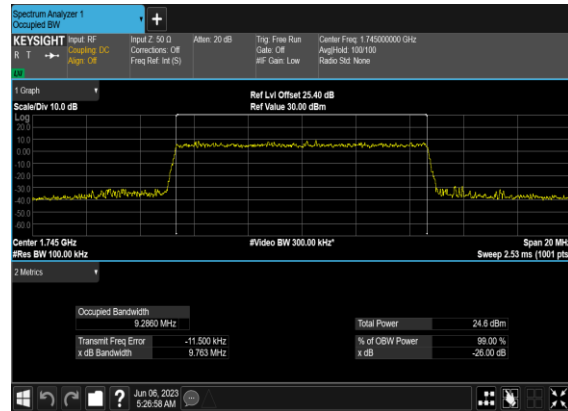 Spectrum Analyzer 1
Occupied BW
+
KEYSIGHT Input: RF Input Z: 50 Ω Atten: 20 dB Trig: Free Run Center Freq: 1.745000000 GHz
R T Coupling: DC Corrections: Off Gate: Off Avg|Hold: 100/100
Align: Off Freq Ref: Int (S) #IF Gain: Low Radio Std: None
LXI
1 Graph Ref Lvl Offset 25.40 dB
Scale/Div 10.0 dB Ref Value 30.00 dBm
Log
20.0
10.0
0.00
-10.0
-20.0
-30.0
-40.0
-50.0
-60.0
Center 1.745 GHz #Video BW 300.00 kHz* Span 20 MHz
#Res BW 100.00 kHz Sweep 2.53 ms (1001 pts
2 Metrics
Occupied Bandwidth
9.2860 MHz Total Power 24.6 dBm
Transmit Freq Error -11.500 kHz % of OBW Power 99.00 %
x dB Bandwidth 9.763 MHz x dB -26.00 dB
? Jun 06, 2023
5:26:58 AM